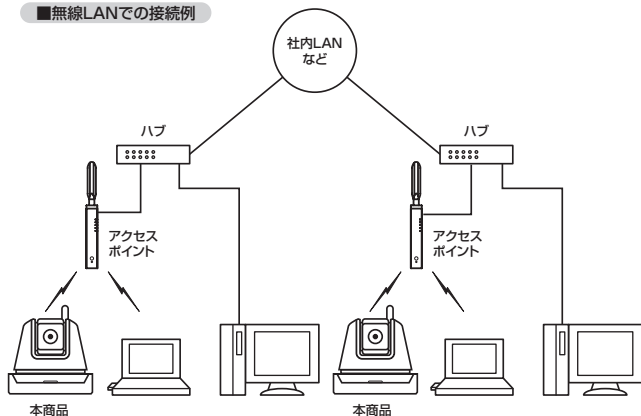 ■無線LANでの接続例
社内LAN
など
ハブ
ハブ
アクセス
ポイント
アクセス
ポイント
本商品
本商品